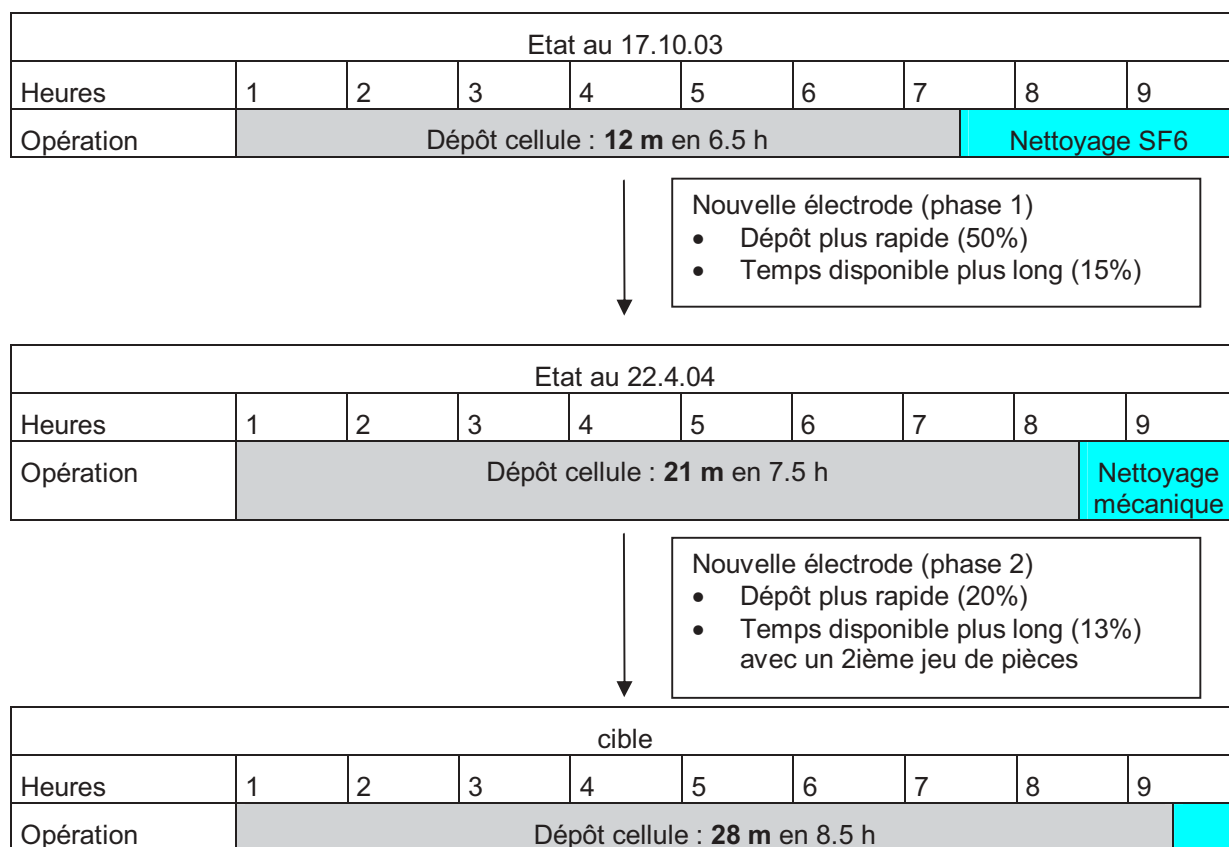 Etat au 17.10.03
Heures 1 2 3 4 5 6 7 8 9
Opération Dépôt cellule : 12 m en 6.5 h Nettoyage SF6
Nouvelle électrode (phase 1)
• Dépôt plus rapide (50%)
• Temps disponible plus long (15%)
Etat au 22.4.04
Heures 1 2 3 4 5 6 7 8 9
Opération Dépôt cellule : 21 m en 7.5 h Nettoyage
mécanique
Nouvelle électrode (phase 2)
• Dépôt plus rapide (20%)
• Temps disponible plus long (13%)
avec un 2ième jeu de pièces
cible
Heures 1 2 3 4 5 6 7 8 9
Opération Dépôt cellule : 28 m en 8.5 h